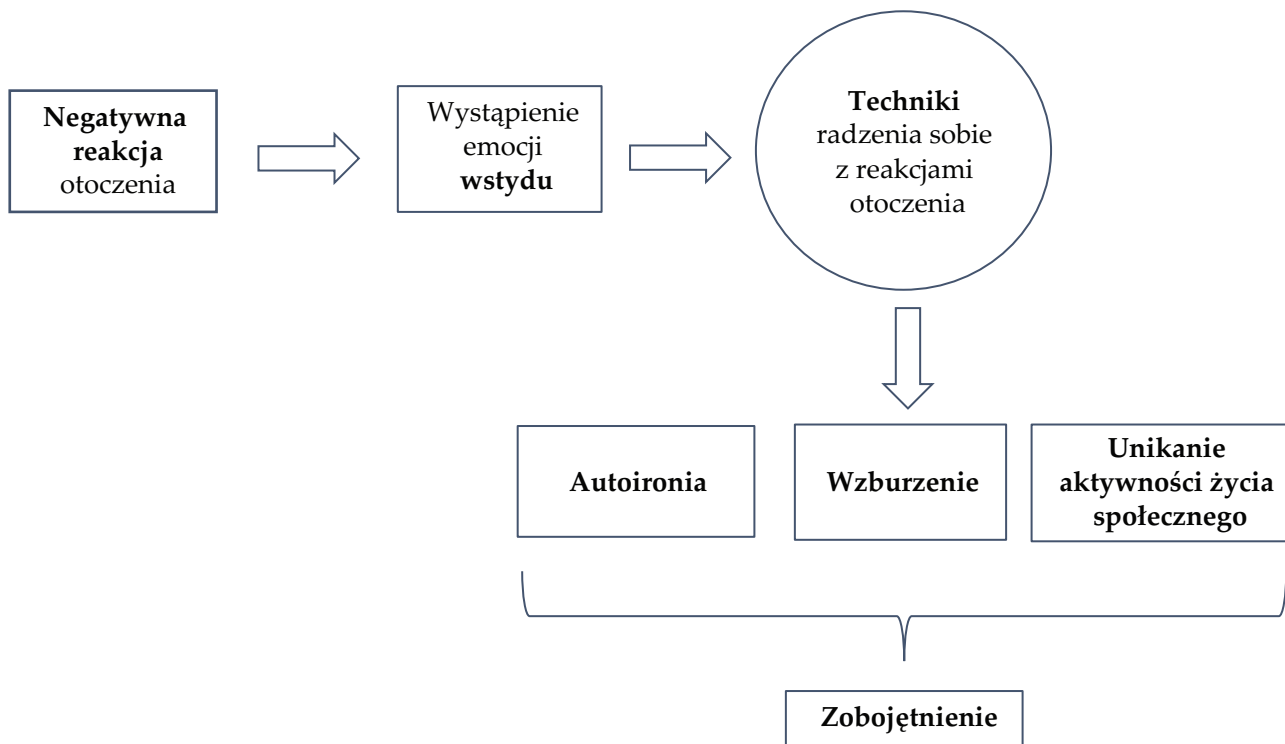 Negatywna
reakcja
otoczenia
Wystąpienie
emocji
wstydu
Techniki
radzenia sobie
z reakcjami
otoczenia
Autoironia
Wzburzenie
Unikanie
aktywności życia
społecznego
Zobojętnienie